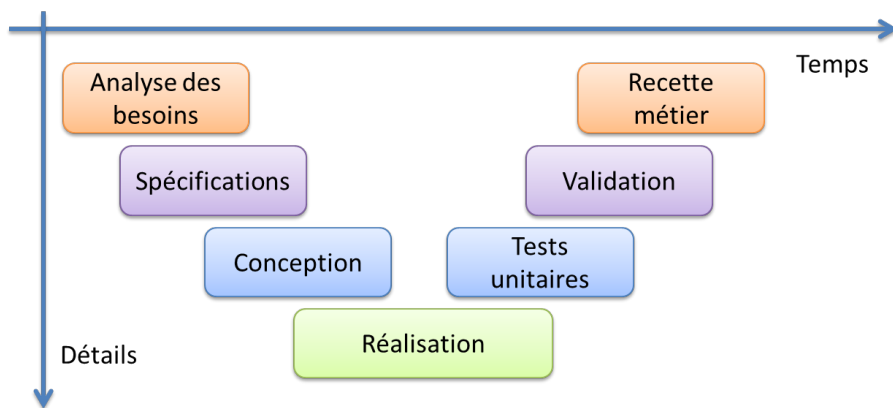 Temps
Analyse des
besoins
Recette
métier
Spécifications
Validation
Conception
Tests
unitaires
Réalisation
Détails